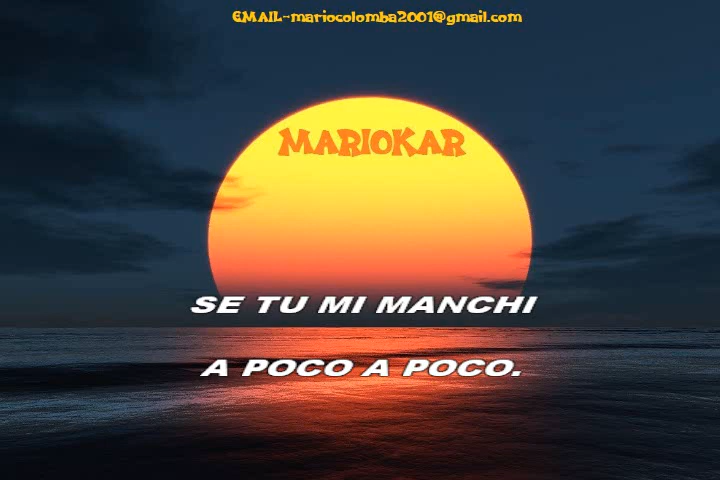 EMAIL-mariocolomba2001@gmail.com
MARIOKAR
SE TU MI MANCHI
A POCO A POCO.